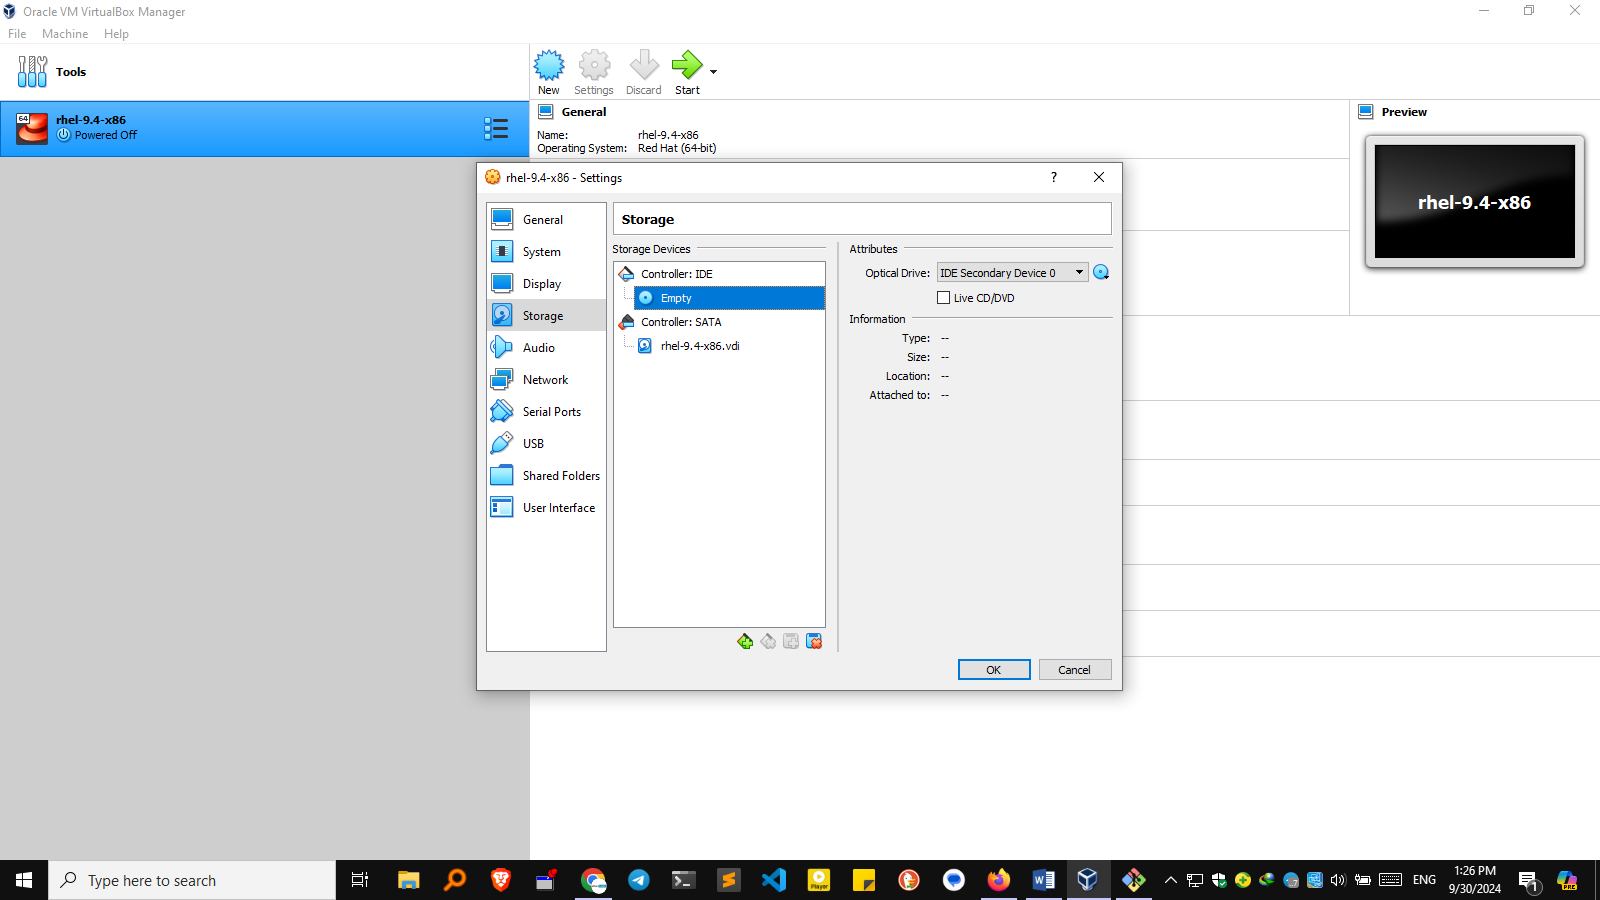 Oracle VM VirtualBox Manager
File Machine Help
Tools
New Settings Discard Start
64
rhel-9.4-x86
Powered Off
General
Name: rhel-9.4-x86
Operating System: Red Hat (64-bit)
Preview
rhel-9.4-x86
rhel-9.4-x86 - Settings
?
General
System
Display
Storage
Audio
Network
Serial Ports
USB
Shared Folders
User Interface
Storage
Storage Devices
Controller: IDE
Empty
Controller: SATA
rhel-9.4-x86.vdi
Attributes
Optical Drive: IDE Secondary Device 0
Live CD/DVD
Information
Type: --
Size: --
Location: --
Attached to: --
OK Cancel
Type here to search
Player
W
ENG
1:26 PM
9/30/2024
1
PRE